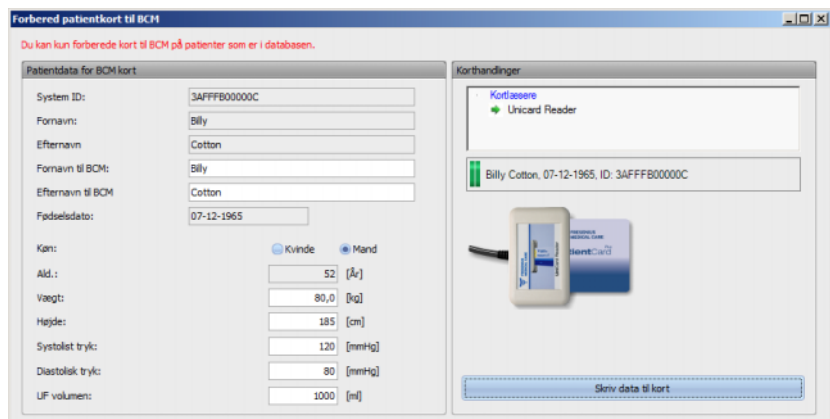 Forbered patientkort til BCM
Du kan kun forberede kort til BCM på patienter som er i databasen.
Patientdata for BCM kort
System ID: 3AFFFB00000C
Fornavn: Billy
Efternavn Cotton
Fornavn til BCM: Billy
Efternavn til BCM Cotton
Fødselsdato: 07-12-1965
Køn: Kvinde Mand
Ald.: 52 [År]
Vægt: 80,0 [kg]
Højde: 185 [cm]
Systolist tryk: 120 [mmHg]
Diastolisk tryk: 80 [mmHg]
UF volumen: 1000 [ml]
Korthandlinger
Kortlæsere
Unicard Reader
Billy Cotton, 07-12-1965, ID: 3AFFFB00000C
FRESENIUS
MEDICAL CARE
tientCard
Skriv data til kort